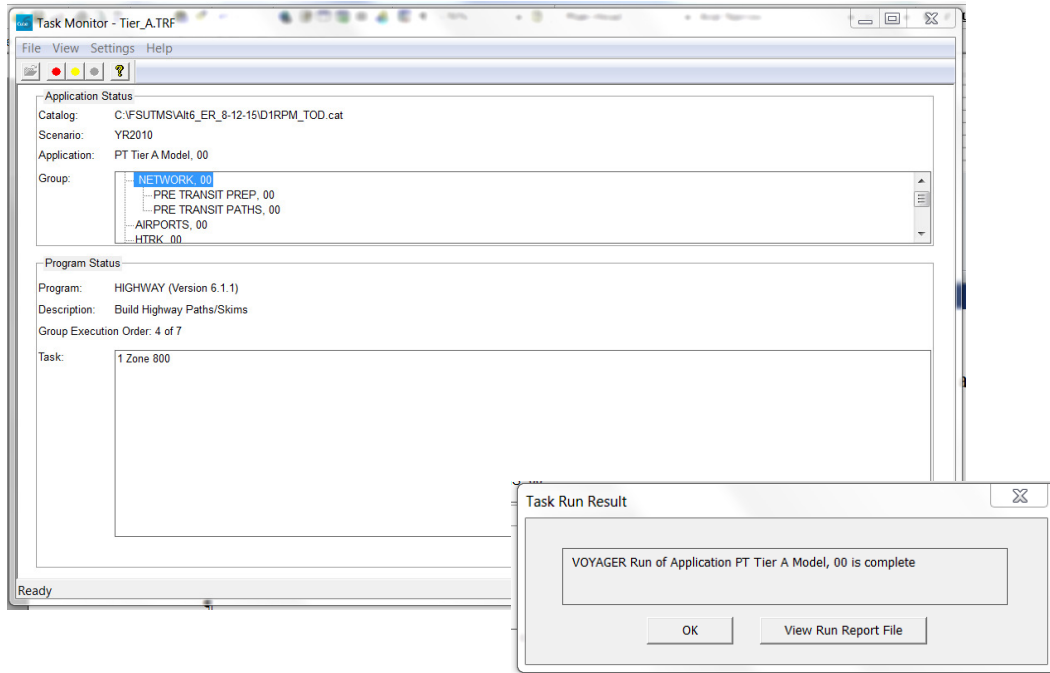 Task Monitor - Tier_A.TRF
File View Settings Help
Application Status
Catalog: C:\FSUTMS\Alt6_ER_8-12-15\D1RPM_TOD.cat
Scenario: YR2010
Application: PT Tier A Model, 00
Group: NETWORK, 00
PRE TRANSIT PREP, 00
PRE TRANSIT PATHS, 00
AIRPORTS, 00
HTRK, 00
Program Status
Program: HIGHWAY (Version 6.1.1)
Description: Build Highway Paths/Skims
Group Execution Order: 4 of 7
Task: 1 Zone 800
Ready
Task Run Result
VOYAGER Run of Application PT Tier A Model, 00 is complete
OK View Run Report File